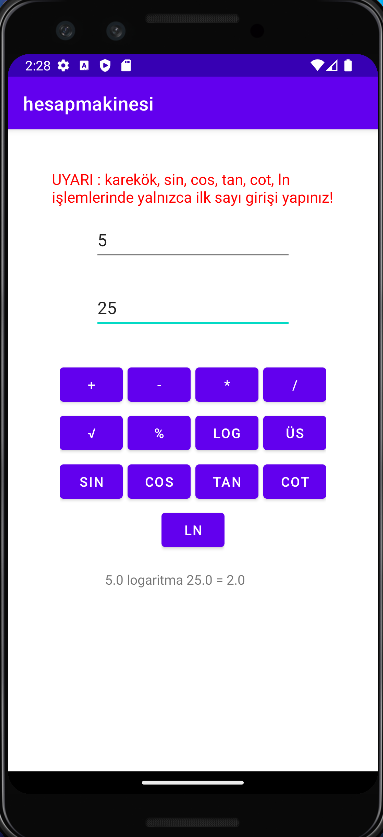 2:28
hesapmakinesi
UYARI : karekök, sin, cos, tan, cot, ln
işlemlerinde yalnızca ilk sayı girişi yapınız!
5
25
+ - * /
√ % LOG ÜS
SIN COS TAN COT
LN
5.0 logaritma 25.0 = 2.0